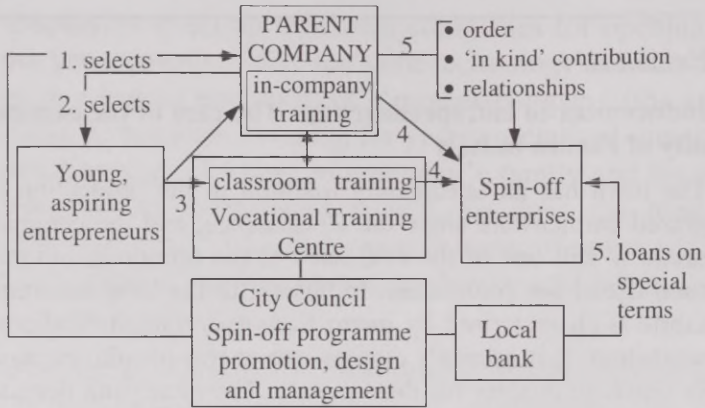 PARENT
COMPANY
in-company
training
5
• order
• ‘in kind’ contribution
• relationships
1. selects
2. selects
4
Young,
aspiring
entrepreneurs
3
classroom training
4
Vocational Training
Centre
Spin-off
enterprises
5. loans on
special
terms
City Council
Spin-off programme
promotion, design
and management
Local
bank